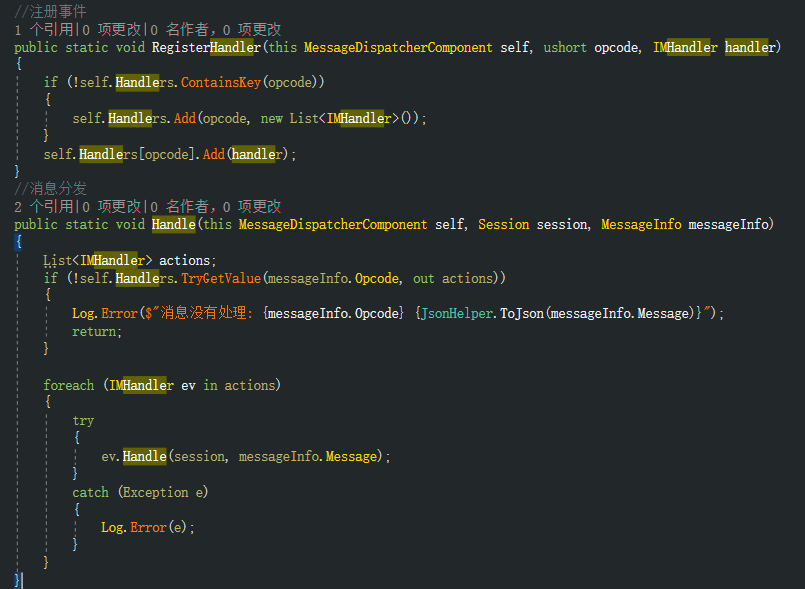 //注册事件
1 个引用|0 项更改|0 名作者，0 项更改
public static void RegisterHandler(this MessageDispatcherComponent self, ushort opcode, IMHandler handler)
{
if (!self.Handlers.ContainsKey(opcode))
{
self.Handlers.Add(opcode, new List<IMHandler>());
}
self.Handlers[opcode].Add(handler);
}
//消息分发
2 个引用|0 项更改|0 名作者，0 项更改
public static void Handle(this MessageDispatcherComponent self, Session session, MessageInfo messageInfo)
{
List<IMHandler> actions;
if (!self.Handlers.TryGetValue(messageInfo.Opcode, out actions))
{
Log.Error($"消息没有处理: {messageInfo.Opcode} {JsonHelper.ToJson(messageInfo.Message)}");
return;
}
foreach (IMHandler ev in actions)
{
try
{
ev.Handle(session, messageInfo.Message);
}
catch (Exception e)
{
Log.Error(e);
}
}
}